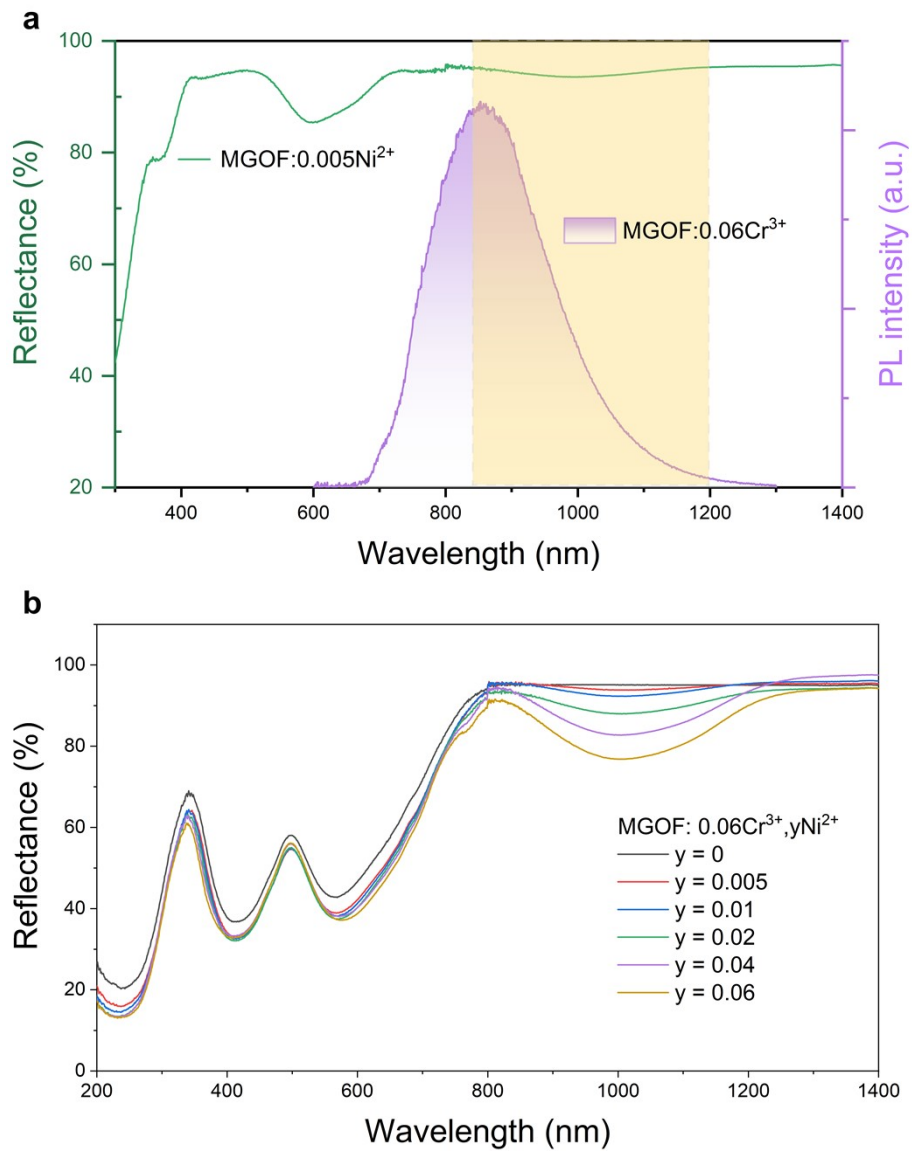 a
100
80
60
40
20
Reflectance (%)
MGOF:0.005Ni²⁺
MGOF:0.06Cr³⁺
PL intensity (a.u.)
400
600
800
1000
1200
1400
Wavelength (nm)
b
100
80
60
40
20
0
Reflectance (%)
MGOF: 0.06Cr³⁺,yNi²⁺
y = 0
y = 0.005
y = 0.01
y = 0.02
y = 0.04
y = 0.06
200
400
600
800
1000
1200
1400
Wavelength (nm)